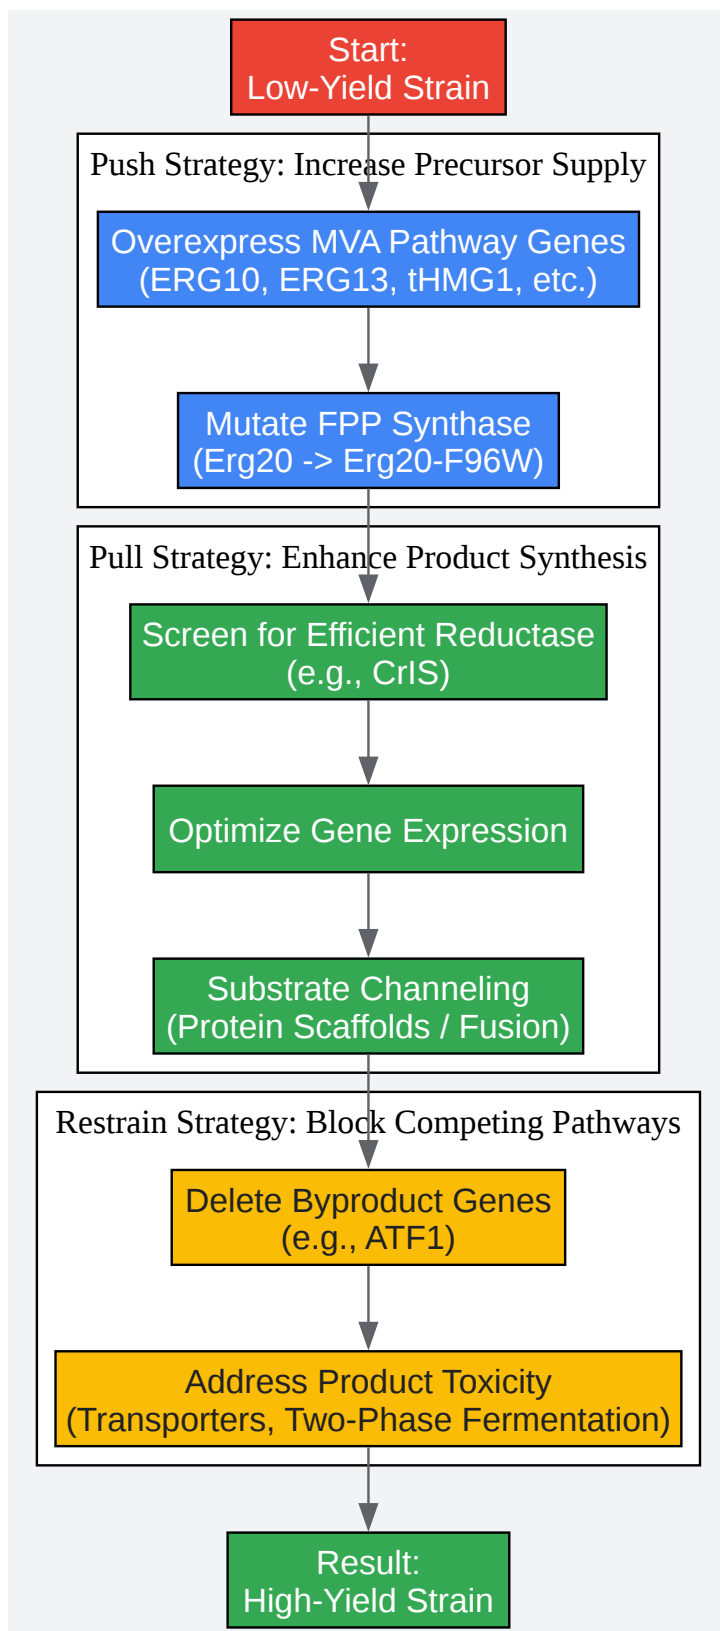 Start:
Low-Yield Strain
Push Strategy: Increase Precursor Supply
Overexpress MVA Pathway Genes
(ERG10, ERG13, tHMG1, etc.)
Mutate FPP Synthase
(Erg20 -> Erg20-F96W)
Pull Strategy: Enhance Product Synthesis
Screen for Efficient Reductase
(e.g., CrIS)
Optimize Gene Expression
Substrate Channeling
(Protein Scaffolds / Fusion)
Restrain Strategy: Block Competing Pathways
Delete Byproduct Genes
(e.g., ATF1)
Address Product Toxicity
(Transporters, Two-Phase Fermentation)
Result:
High-Yield Strain